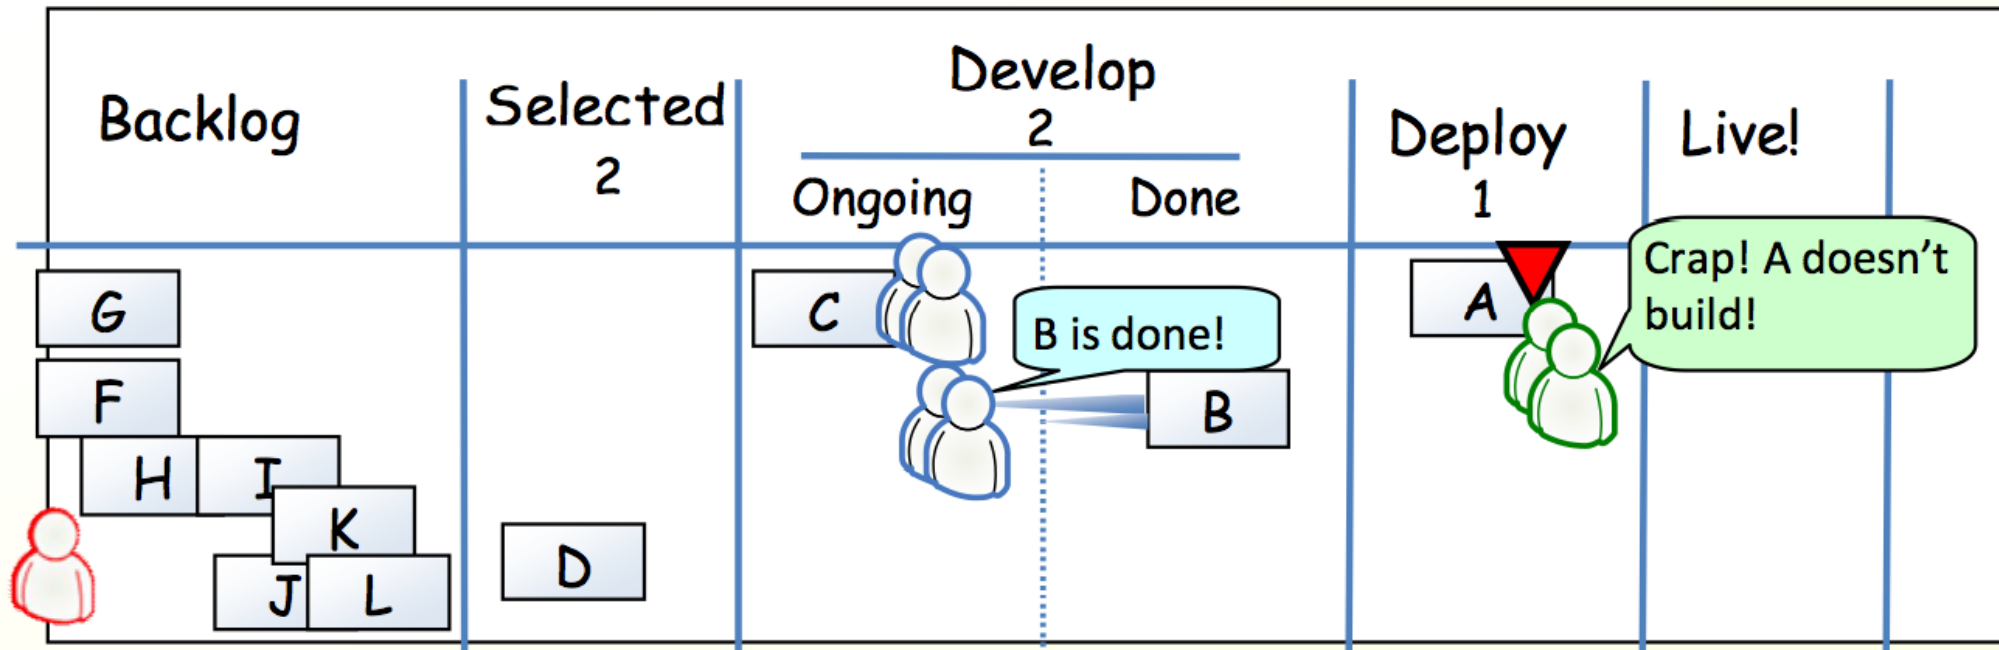 Backlog
Selected
2
Develop
2
Ongoing
Done
Deploy
1
Live!
G
F
H
I
K
J
L
D
C
B is done!
B
A
Crap! A doesn't
build!